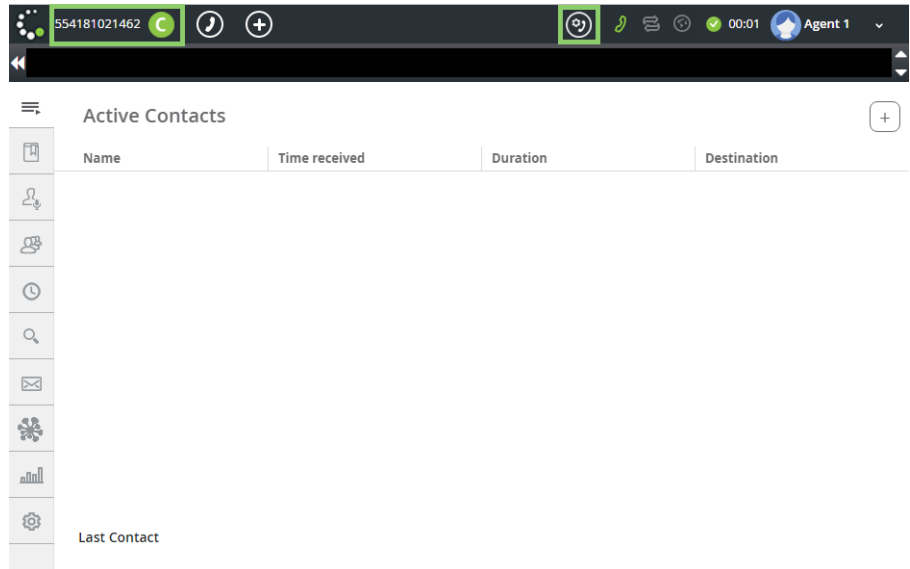 554181021462 C 00:01 Agent 1
Active Contacts
+
Name Time received Duration Destination
Last Contact